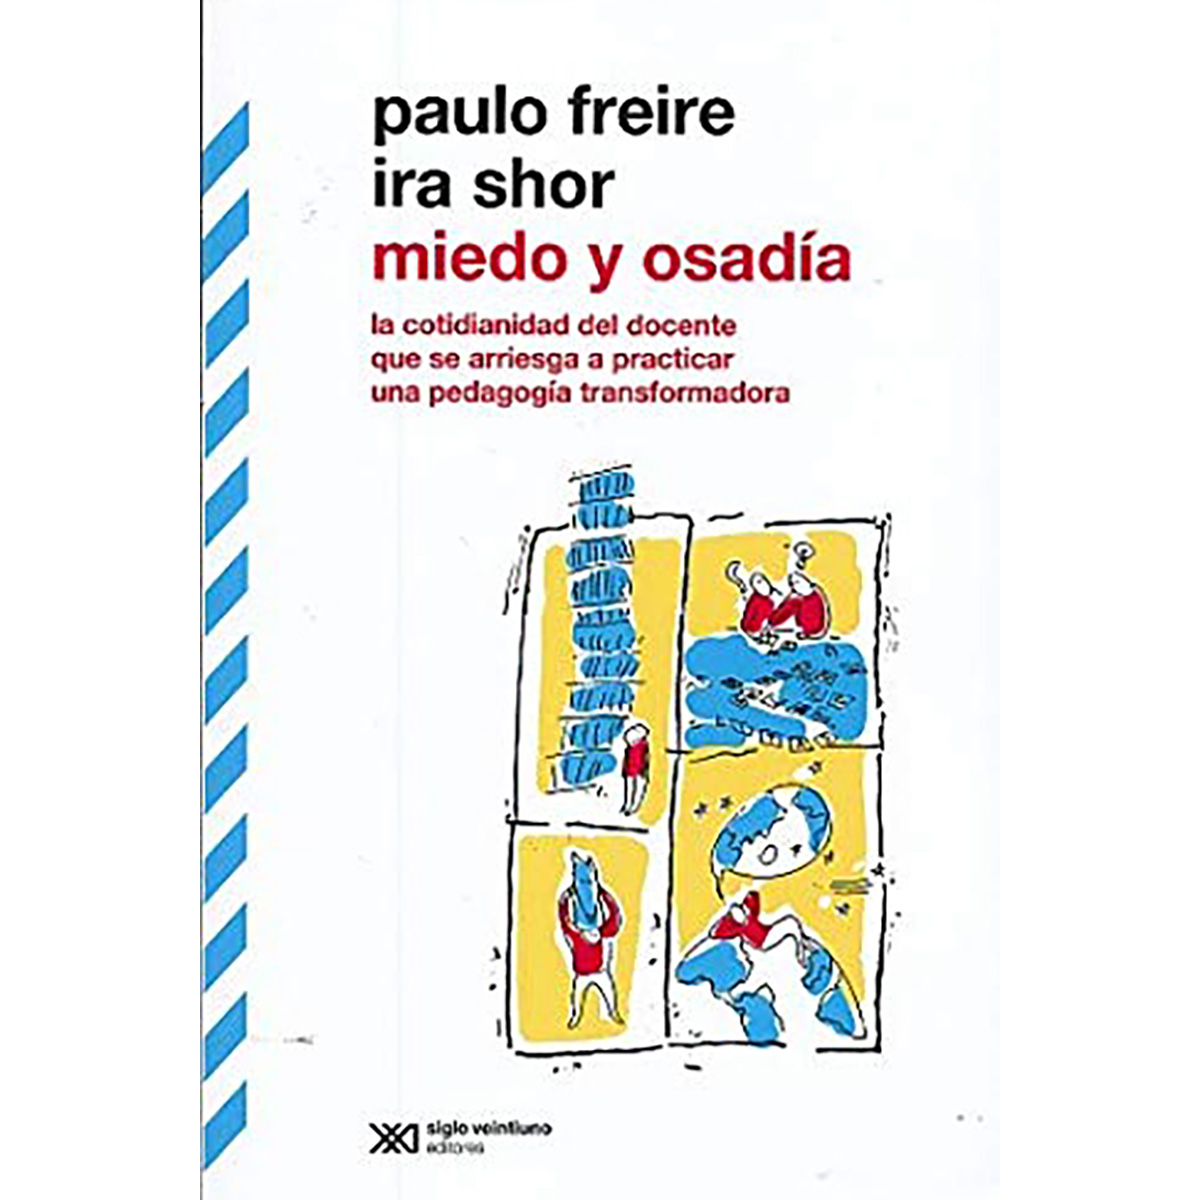 paulo freire
ira shor
miedo y osadía
la cotidianidad del docente
que se arriesga a practicar
una pedagogía transformadora
siglo veintiuno
editores